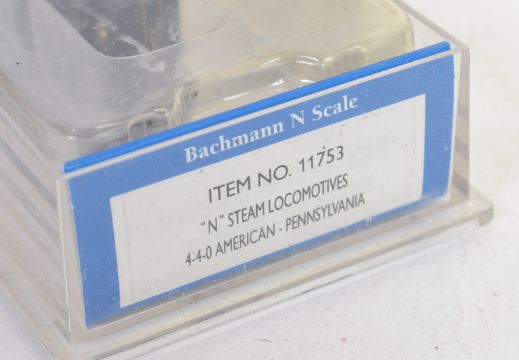 Bachmann N Scale
ITEM NO. 11753
"N" STEAM LOCOMOTIVES
4-4-0 AMERICAN - PENNSYLVANIA